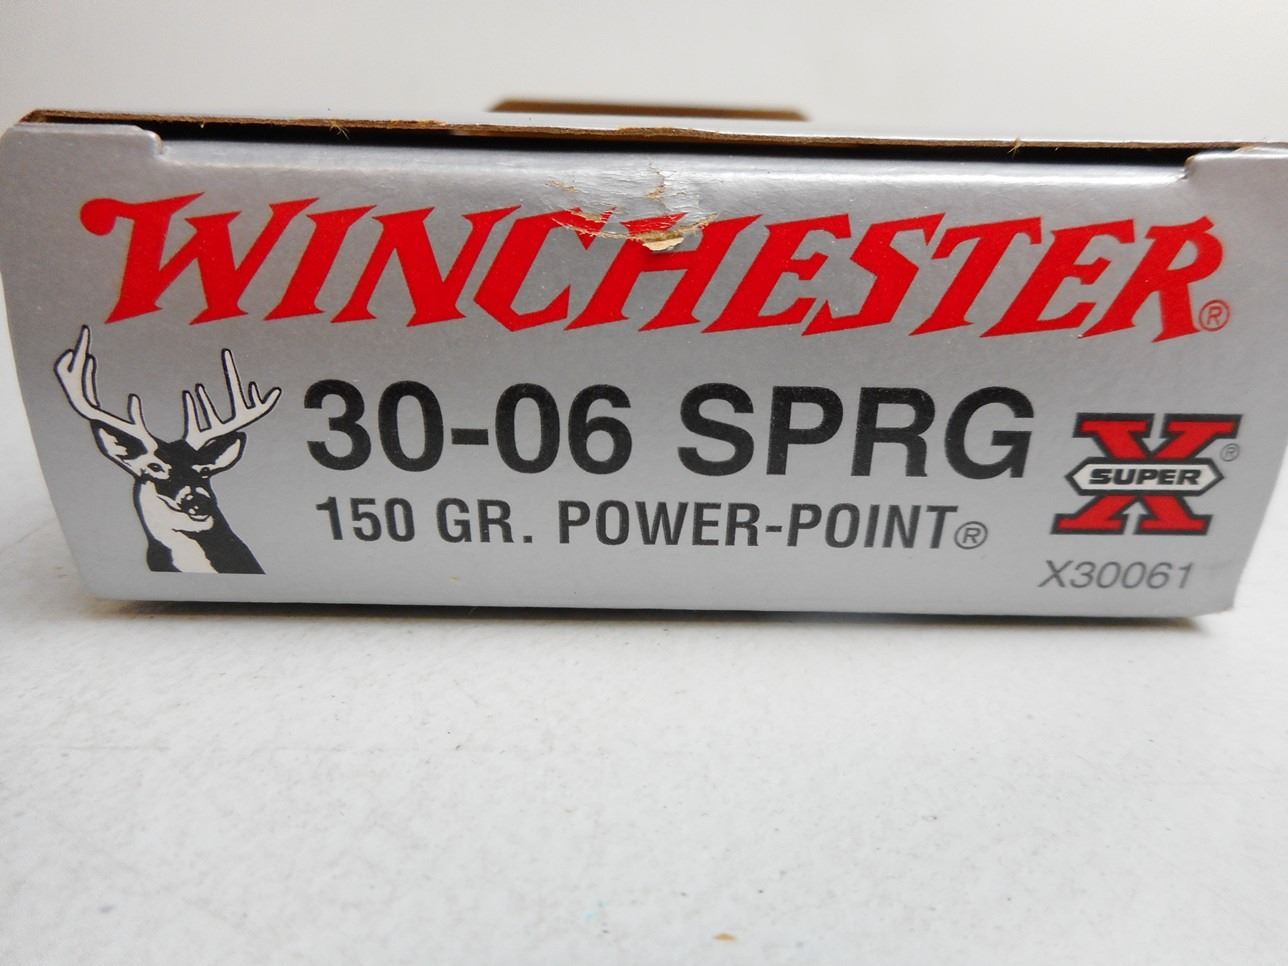 WINCHESTER®
30-06 SPRG
150 GR. POWER-POINT®
SUPER X®
X30061